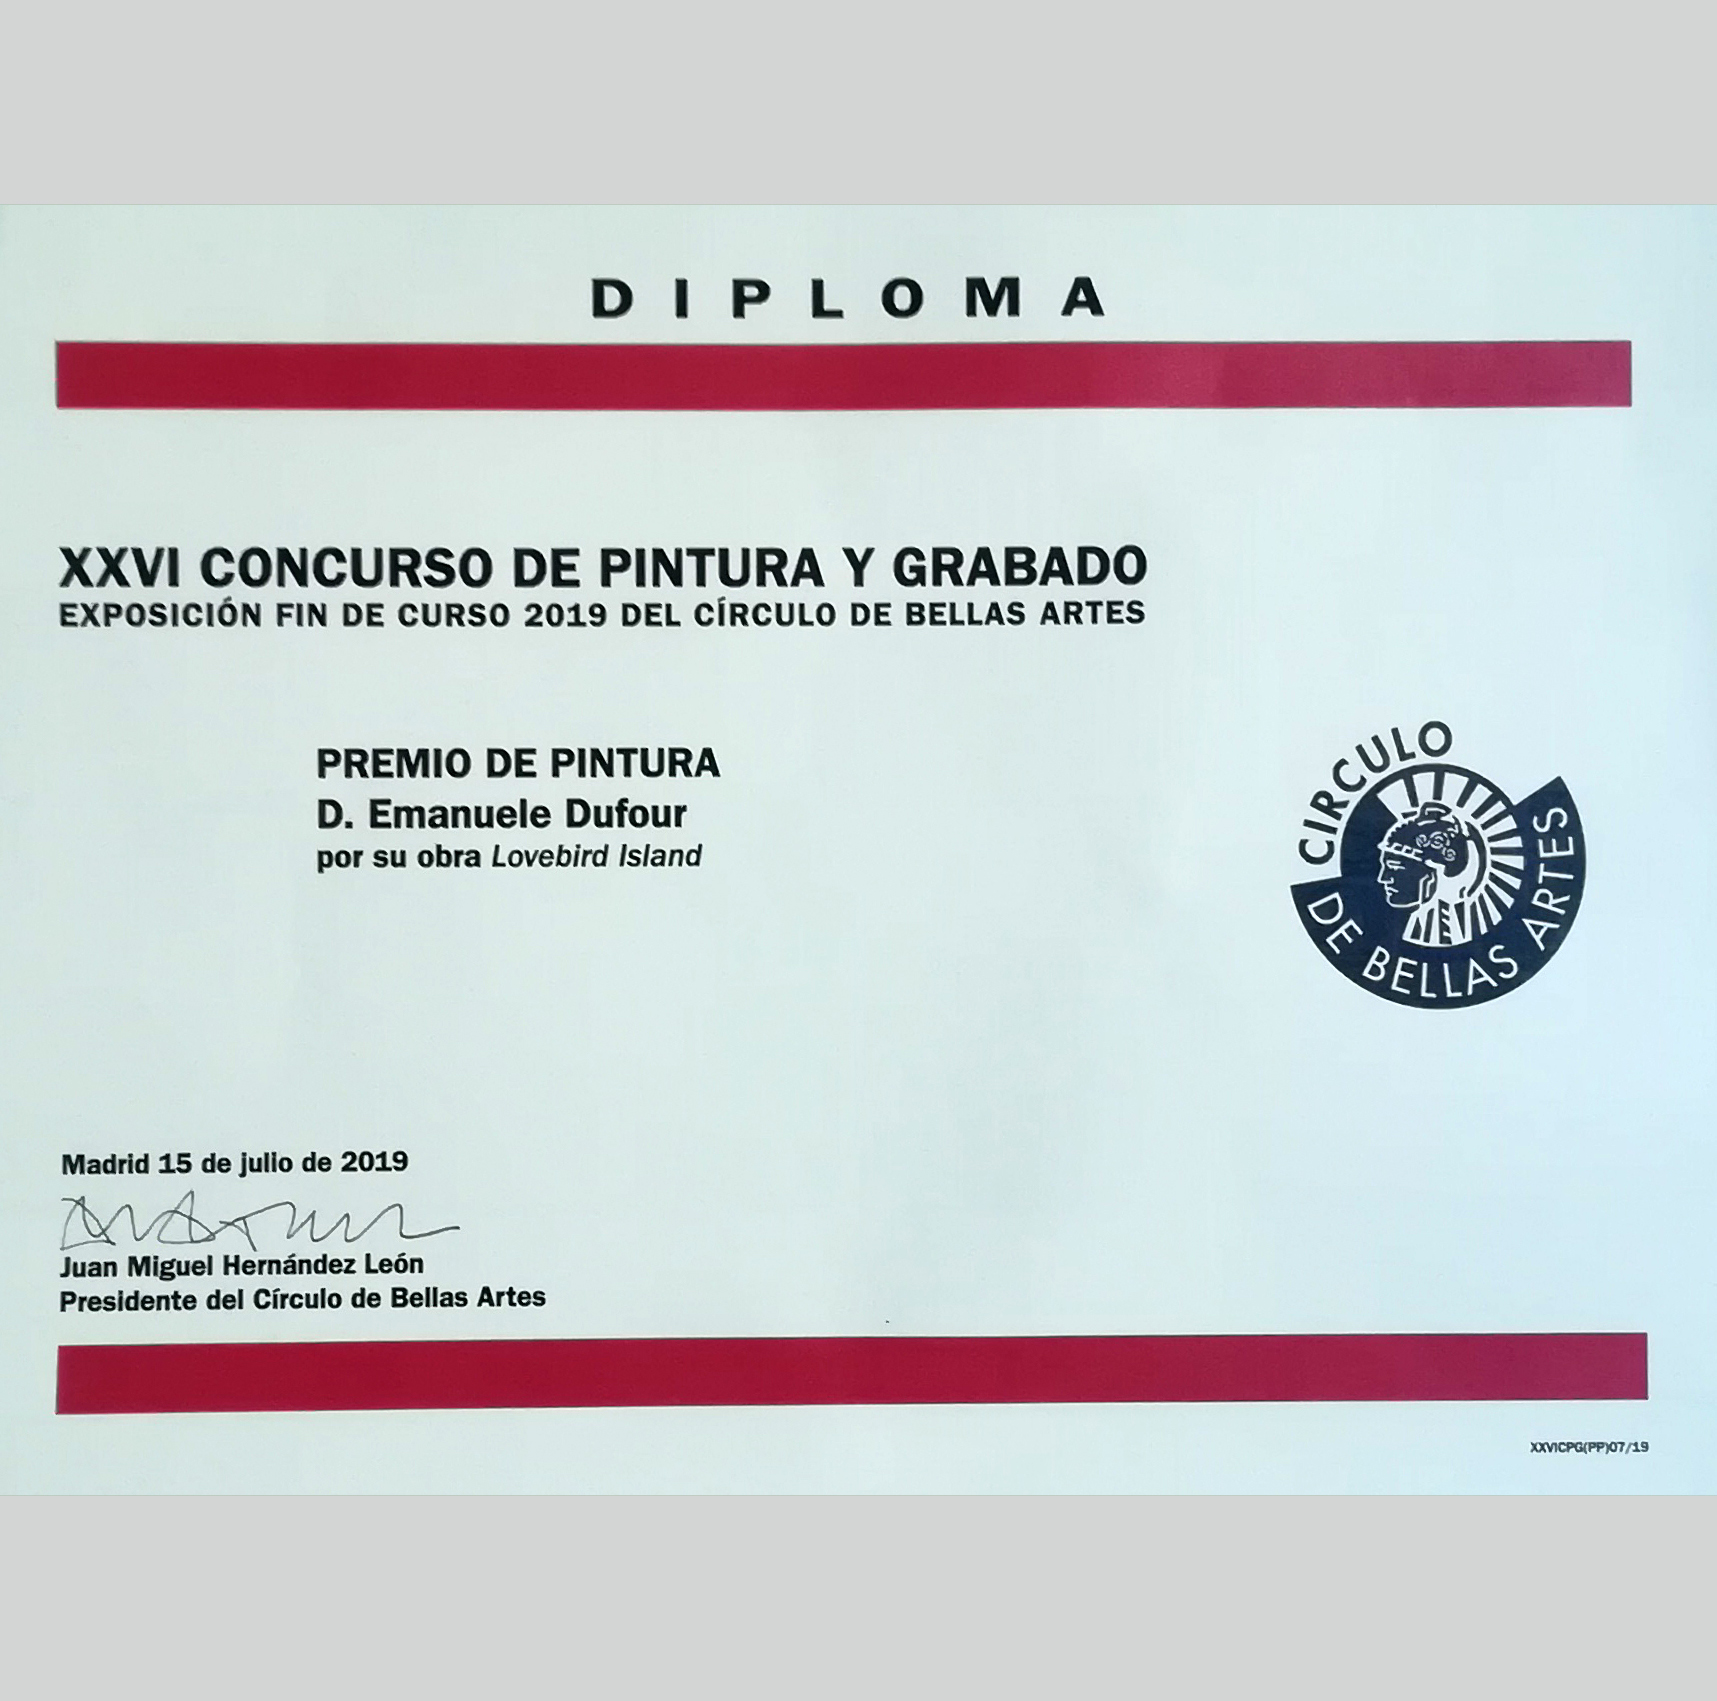 DIPLOMA
XXVI CONCURSO DE PINTURA Y GRABADO
EXPOSICIÓN FIN DE CURSO 2019 DEL CÍRCULO DE BELLAS ARTES
PREMIO DE PINTURA
D. Emanuele Dufour
por su obra Lovebird Island
CIRCULO
DE BELLAS ARTES
Madrid 15 de julio de 2019
Juan Miguel Hernández León
Presidente del Círculo de Bellas Artes
XXVICPG(PP)07/19